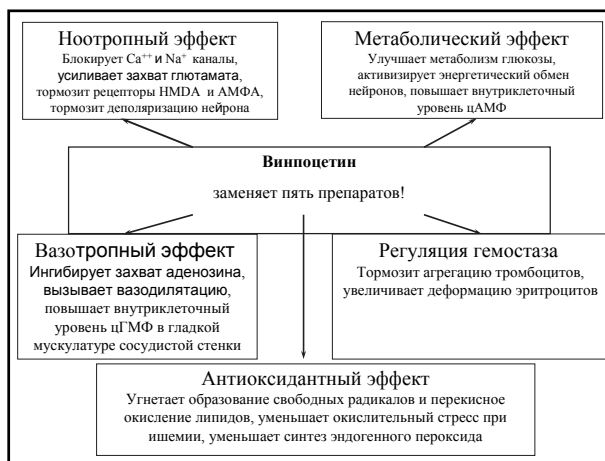 Ноотропный эффект
Блокирует Ca⁺⁺ и Na⁺ каналы,
усиливает захват глютамата,
тормозит рецепторы НМDA и АМФА,
тормозит деполяризацию нейрона
Метаболический эффект
Улучшает метаболизм глюкозы,
активизирует энергетический обмен
нейронов, повышает внутриклеточный
уровень цАМФ
Винпоцетин
заменяет пять препаратов!
Вазотропный эффект
Ингибирует захват аденозина,
вызывает вазодилятацию,
повышает внутриклеточный
уровень цГМФ в гладкой
мускулатуре сосудистой стенки
Регуляция гемостаза
Тормозит агрегацию тромбоцитов,
увеличивает деформацию эритроцитов
Антиоксидантный эффект
Угнетает образование свободных радикалов и перекисное
окисление липидов, уменьшает окислительный стресс при
ишемии, уменьшает синтез эндогенного пероксида